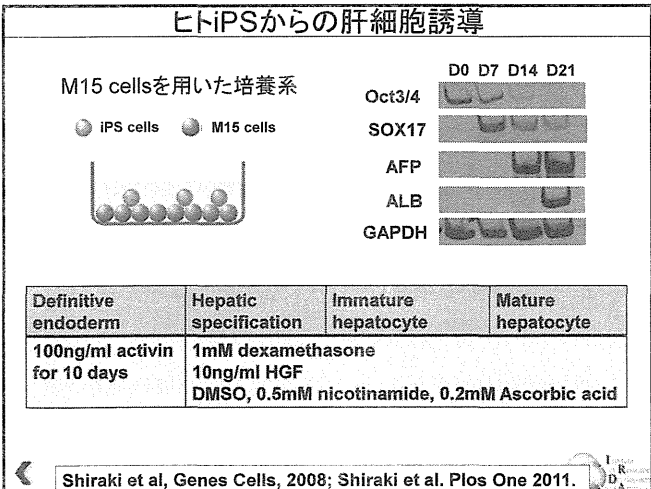 ヒトiPSからの肝細胞誘導
M15 cellsを用いた培養系
iPS cells
M15 cells
D0 D7 D14 D21
Oct3/4
SOX17
AFP
ALB
GAPDH
Definitive endoderm
Hepatic specification
Immature hepatocyte
Mature hepatocyte
100ng/ml activin
for 10 days
1mM dexamethasone
10ng/ml HGF
DMSO, 0.5mM nicotinamide, 0.2mM Ascorbic acid
Shiraki et al, Genes Cells, 2008; Shiraki et al. Plos One 2011.